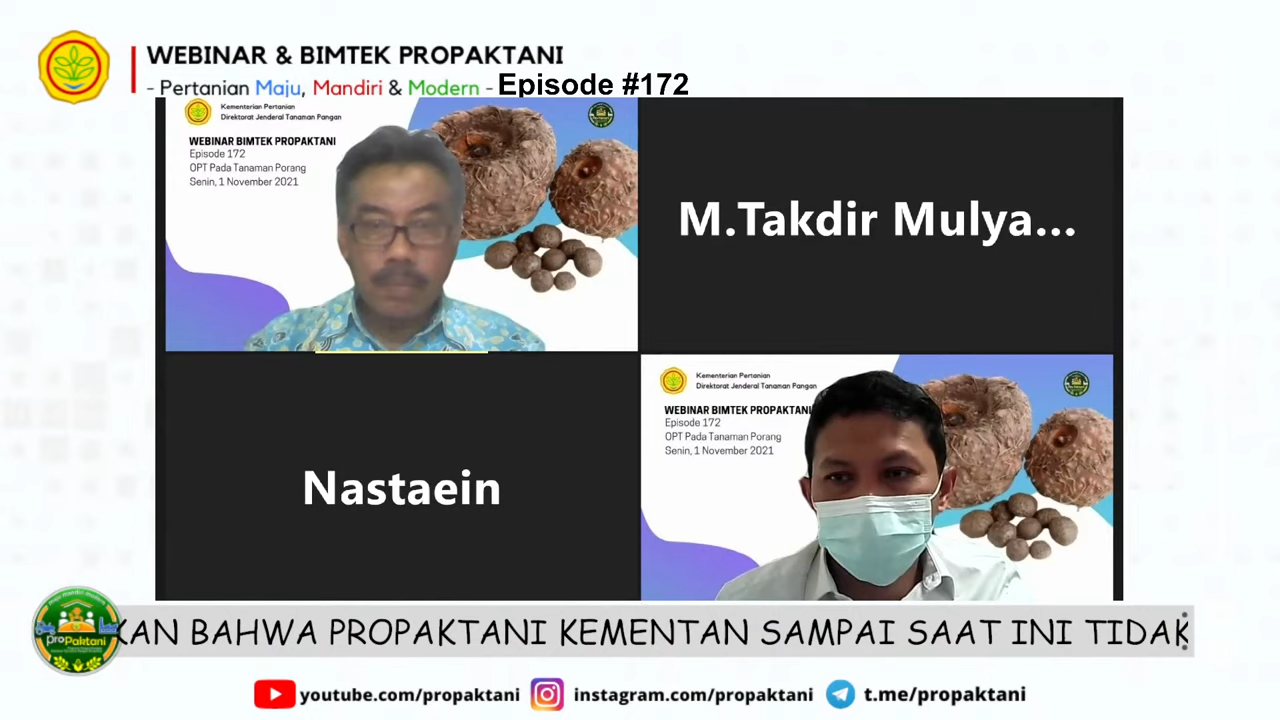 WEBINAR & BIMTEK PROPAKTANI
- Pertanian Maju, Mandiri & Modern - Episode #172
Kementerian Pertanian
Direktorat Jenderal Tanaman Pangan
WEBINAR BIMTEK PROPAKTANI
Episode 172
OPT Pada Tanaman Porang
Senin, 1 November 2021
M.Takdir Mulya...
Nastaein
Kementerian Pertanian
Direktorat Jenderal Tanaman Pangan
WEBINAR BIMTEK PROPAKTANI
Episode 172
OPT Pada Tanaman Porang
Senin, 1 November 2021
proPaktani
KAN BAHWA PROPAKTANI KEMENTAN SAMPAI SAAT INI TIDAK
youtube.com/propaktani instagram.com/propaktani t.me/propaktani